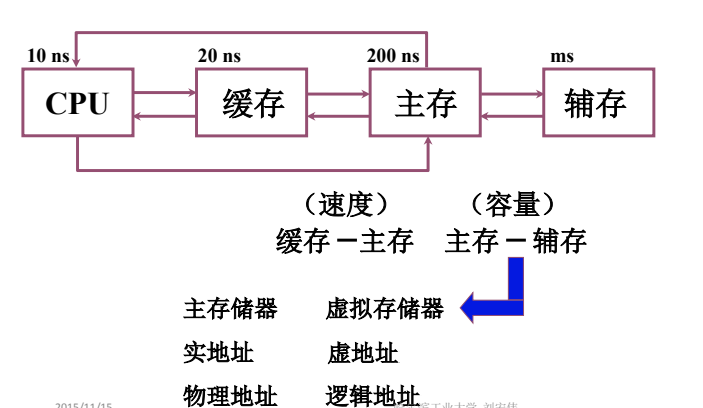 10 ns 20 ns 200 ns ms
CPU 缓存 主存 辅存
（速度） （容量）
缓存－主存 主存－辅存
主存储器 虚拟存储器
实地址 虚地址
物理地址 逻辑地址
2015/11/15